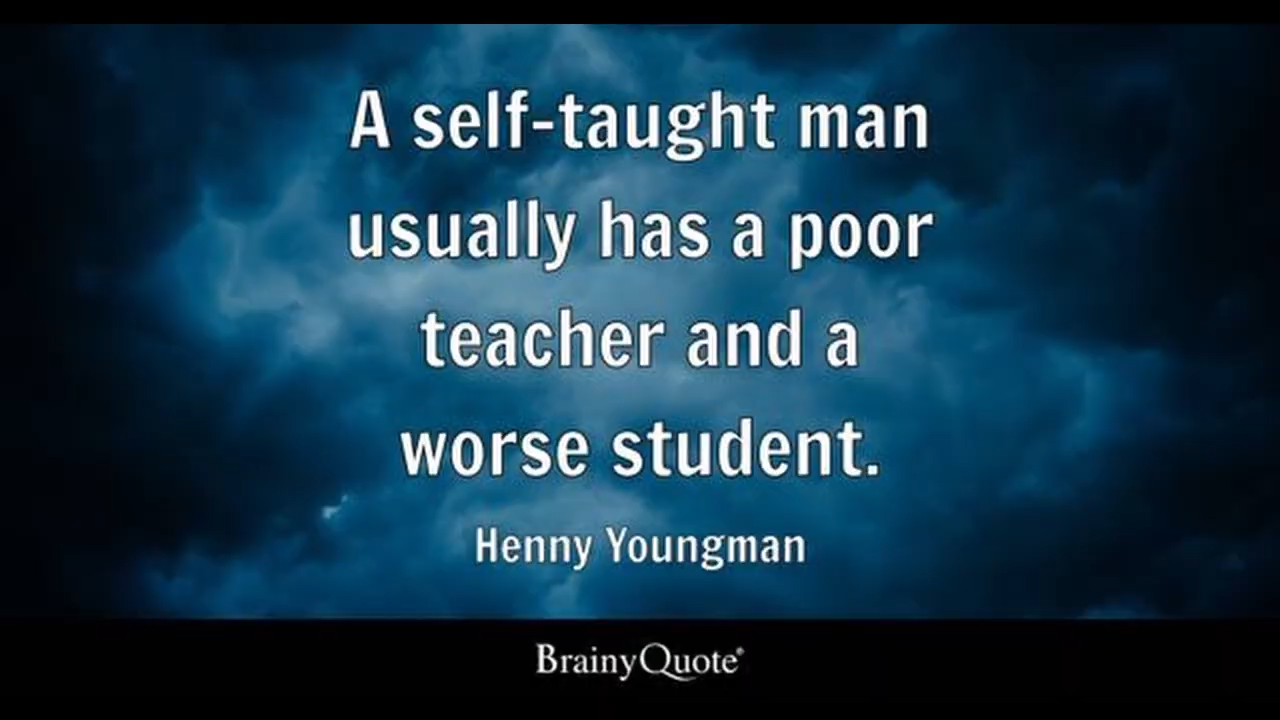 A self-taught man
usually has a poor
teacher and a
worse student.
Henny Youngman
BrainyQuote®